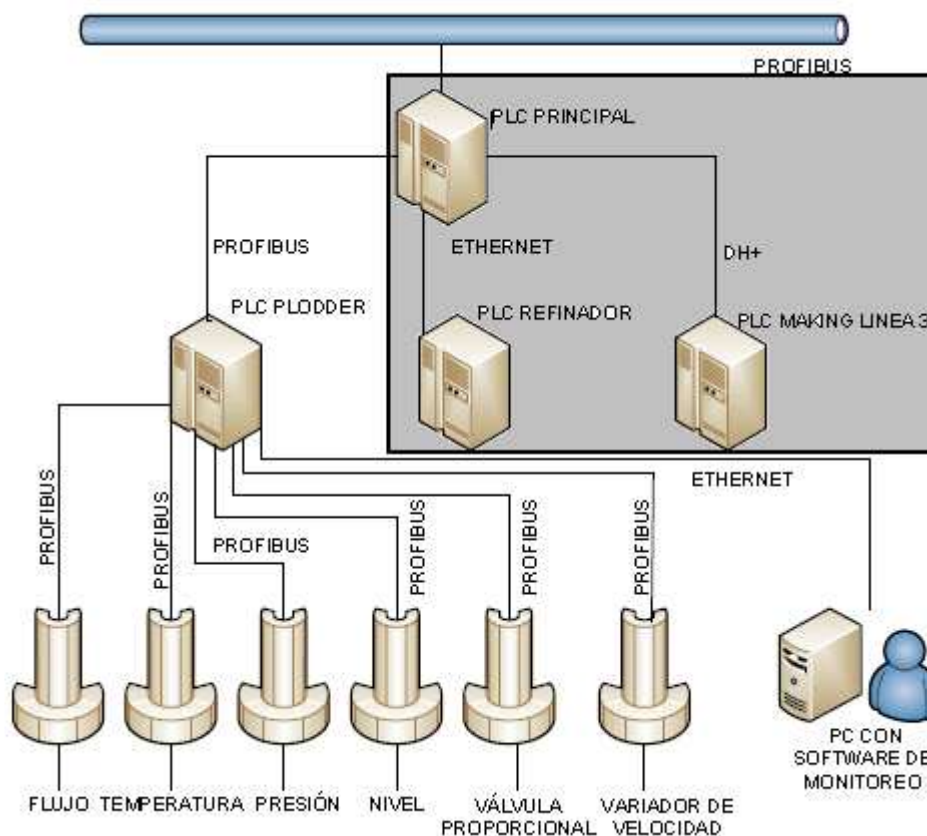 PROFIBUS
PLC PRINCIPAL
PROFIBUS
ETHERNET
DH+
PLC PLODDER
PLC REFINADOR
PLC MAKING LINEA 3
ETHERNET
PROFIBUS
PROFIBUS
PROFIBUS
PROFIBUS
PROFIBUS
PROFIBUS
FLUJO
TEMPERATURA
PRESIÓN
NIVEL
VÁLVULA
PROPORCIONAL
VARIADOR DE
VELOCIDAD
PC CON
SOFTWARE DE
MONITOREO